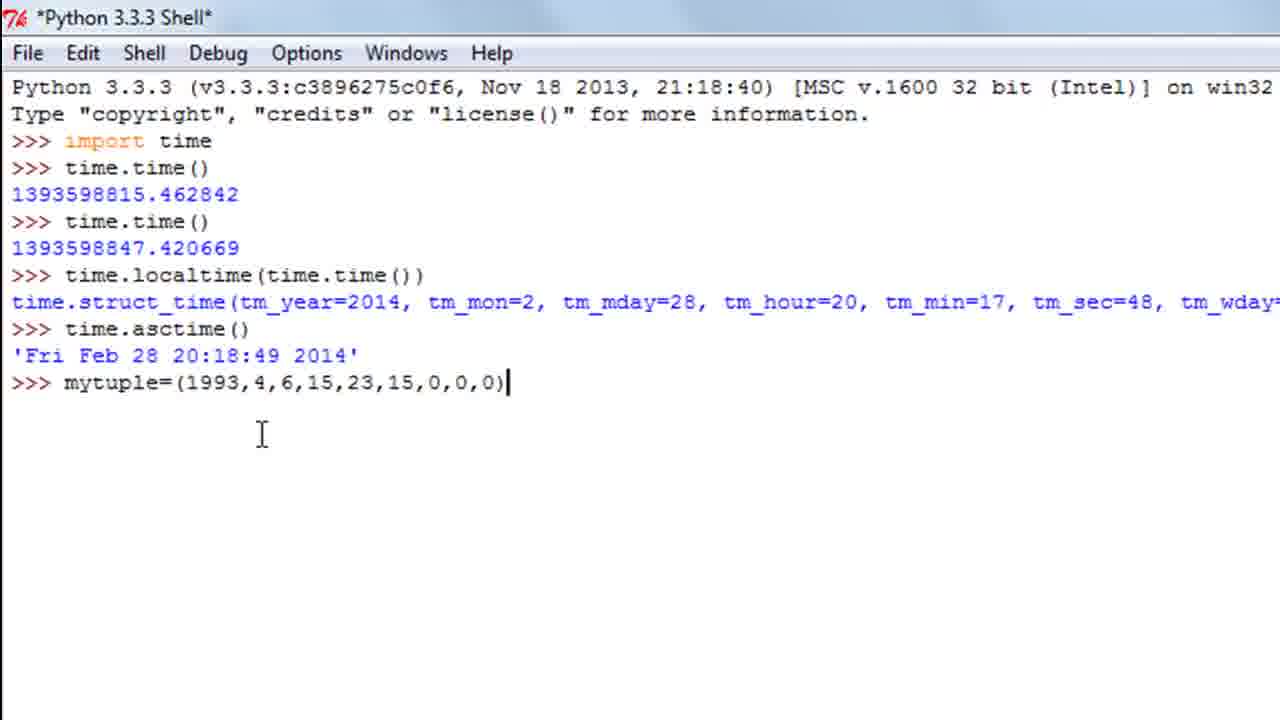 *Python 3.3.3 Shell*
File Edit Shell Debug Options Windows Help
Python 3.3.3 (v3.3.3:c3896275c0f6, Nov 18 2013, 21:18:40) [MSC v.1600 32 bit (Intel)] on win32
Type "copyright", "credits" or "license()" for more information.
>>> import time
>>> time.time()
1393598815.462842
>>> time.time()
1393598847.420669
>>> time.localtime(time.time())
time.struct_time(tm_year=2014, tm_mon=2, tm_mday=28, tm_hour=20, tm_min=17, tm_sec=48, tm_wday=
>>> time.asctime()
'Fri Feb 28 20:18:49 2014'
>>> mytuple=(1993,4,6,15,23,15,0,0,0)